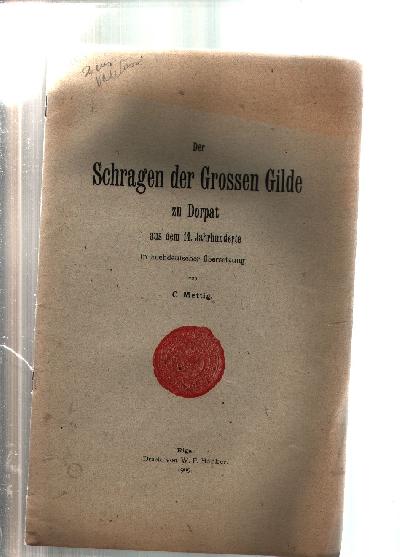 Der
Schragen der Grossen Gilde
zu Dorpat
aus dem 14. Jahrhunderte
in hochdeutscher Übersetzung
von
C. Mettig.
Riga.
Druck von W. F. Häcker.